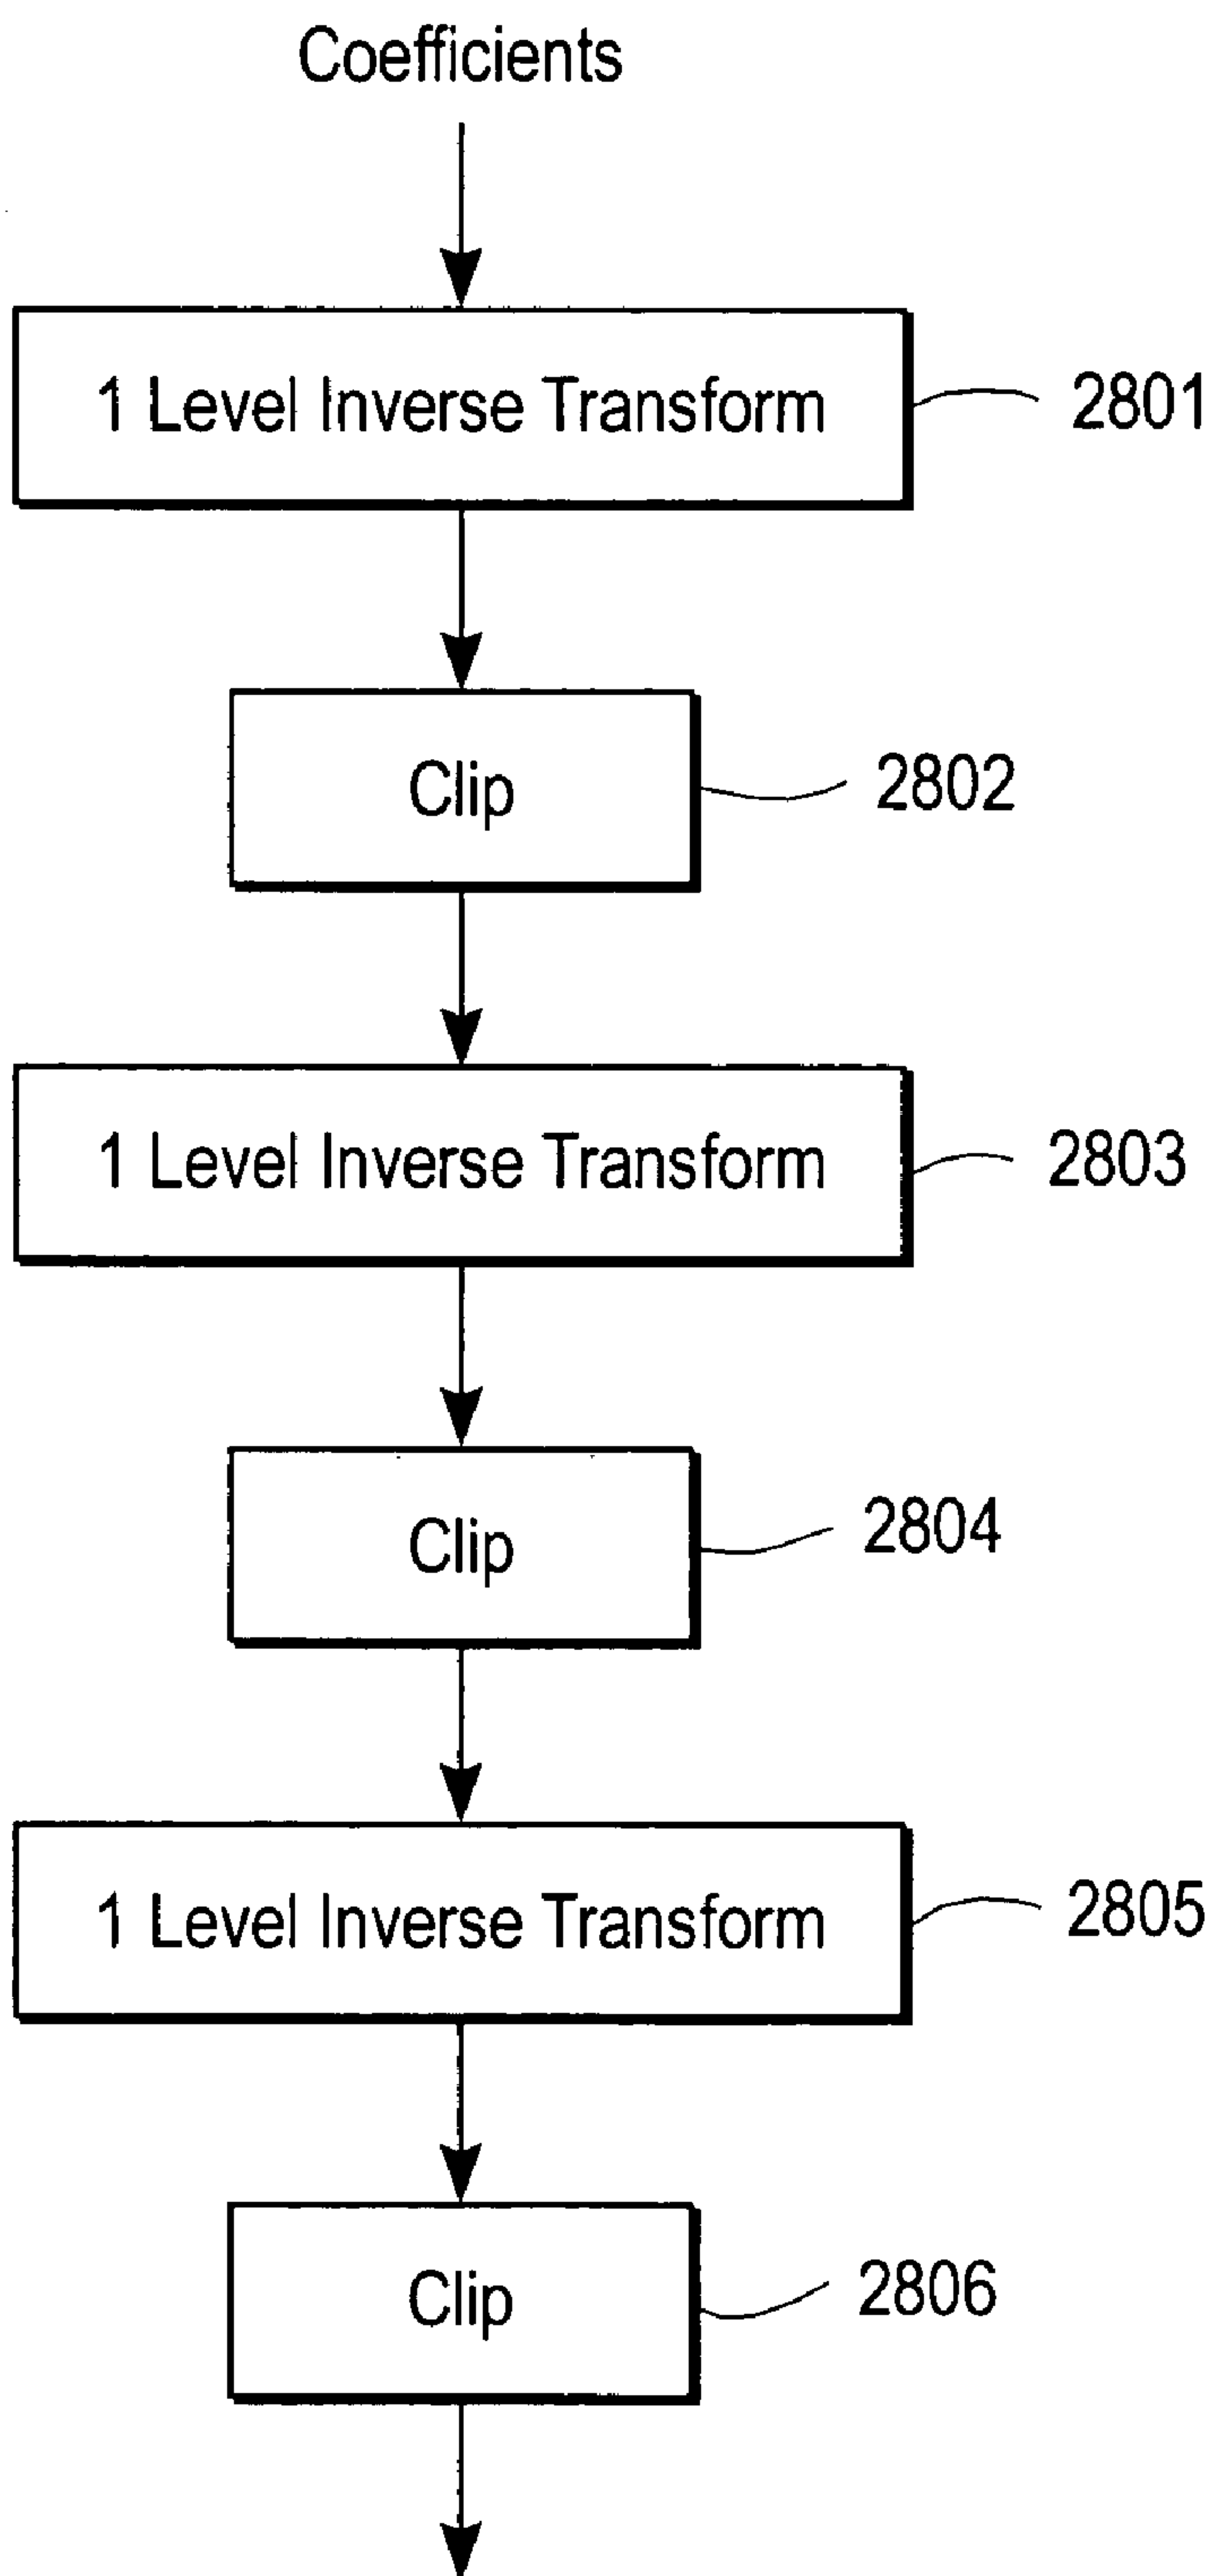 Coefficients
1 Level Inverse Transform
2801
Clip
2802
1 Level Inverse Transform
2803
Clip
2804
1 Level Inverse Transform
2805
Clip
2806